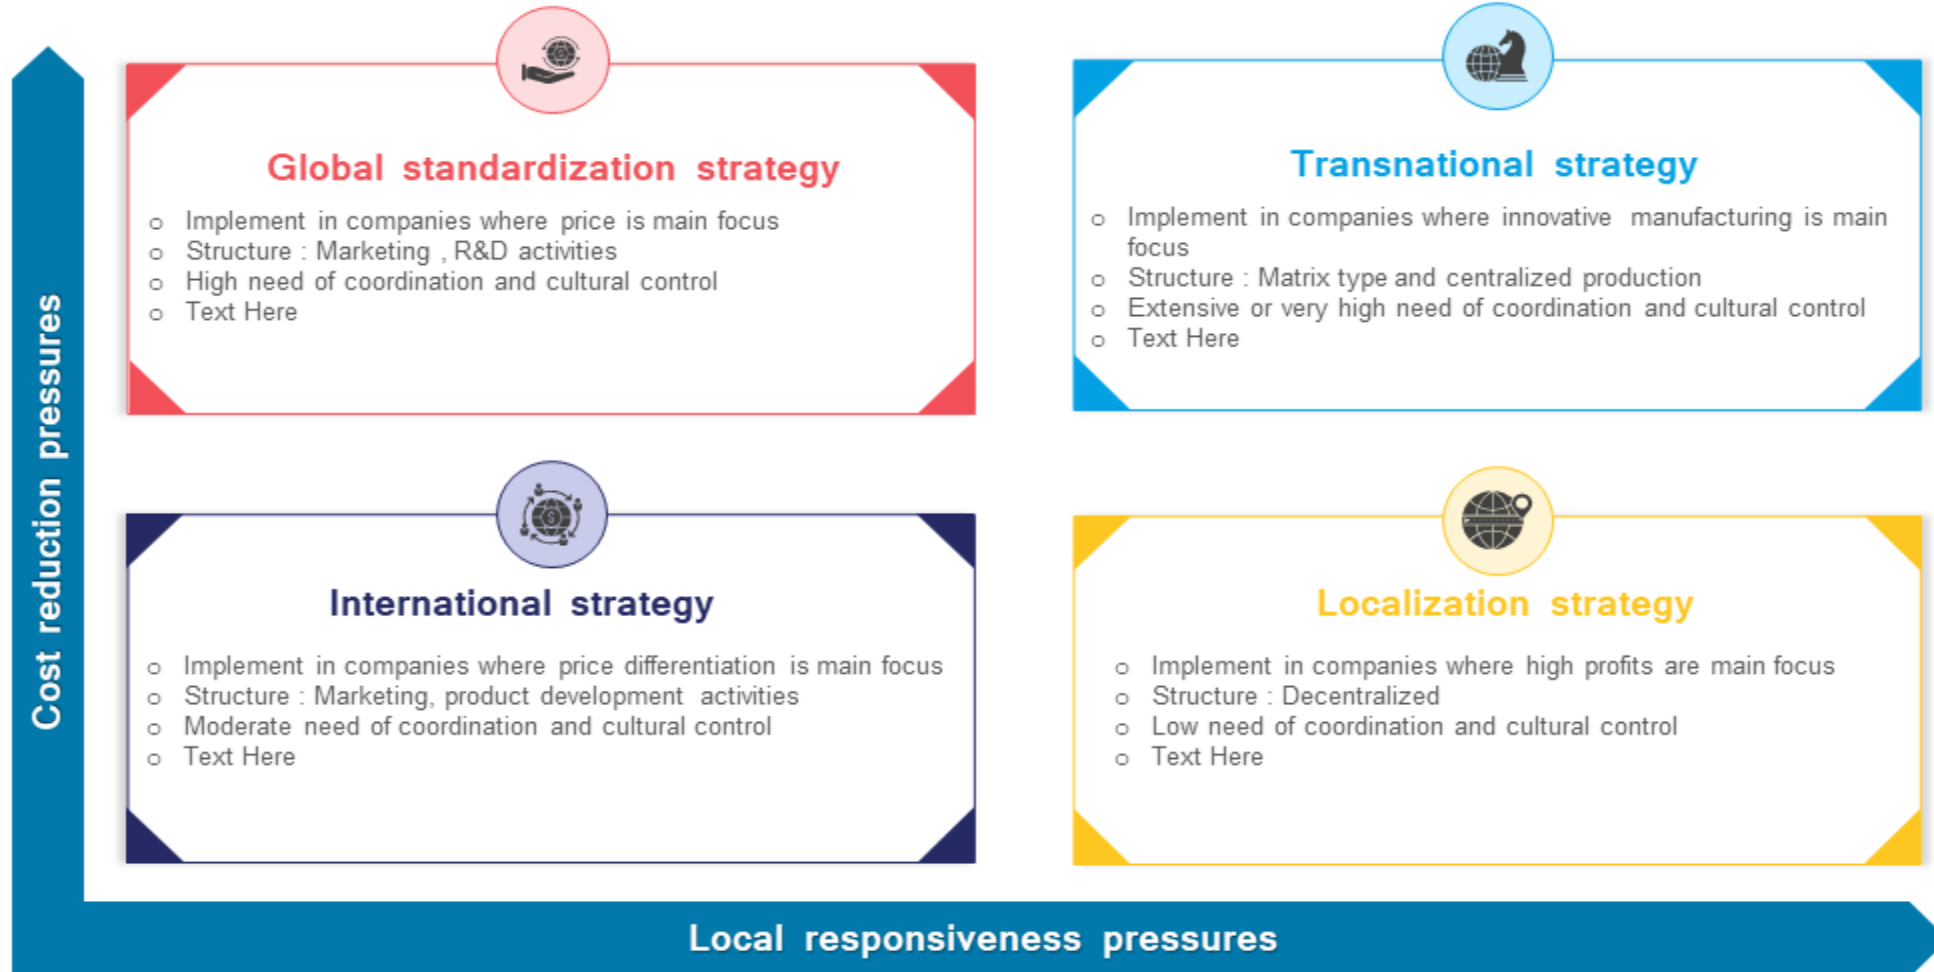 Global standardization strategy
o Implement in companies where price is main focus
o Structure : Marketing , R&D activities
o High need of coordination and cultural control
o Text Here
Transnational strategy
o Implement in companies where innovative manufacturing is main
focus
o Structure : Matrix type and centralized production
o Extensive or very high need of coordination and cultural control
o Text Here
International strategy
o Implement in companies where price differentiation is main focus
o Structure : Marketing, product development activities
o Moderate need of coordination and cultural control
o Text Here
Localization strategy
o Implement in companies where high profits are main focus
o Structure : Decentralized
o Low need of coordination and cultural control
o Text Here
Cost reduction pressures
Local responsiveness pressures